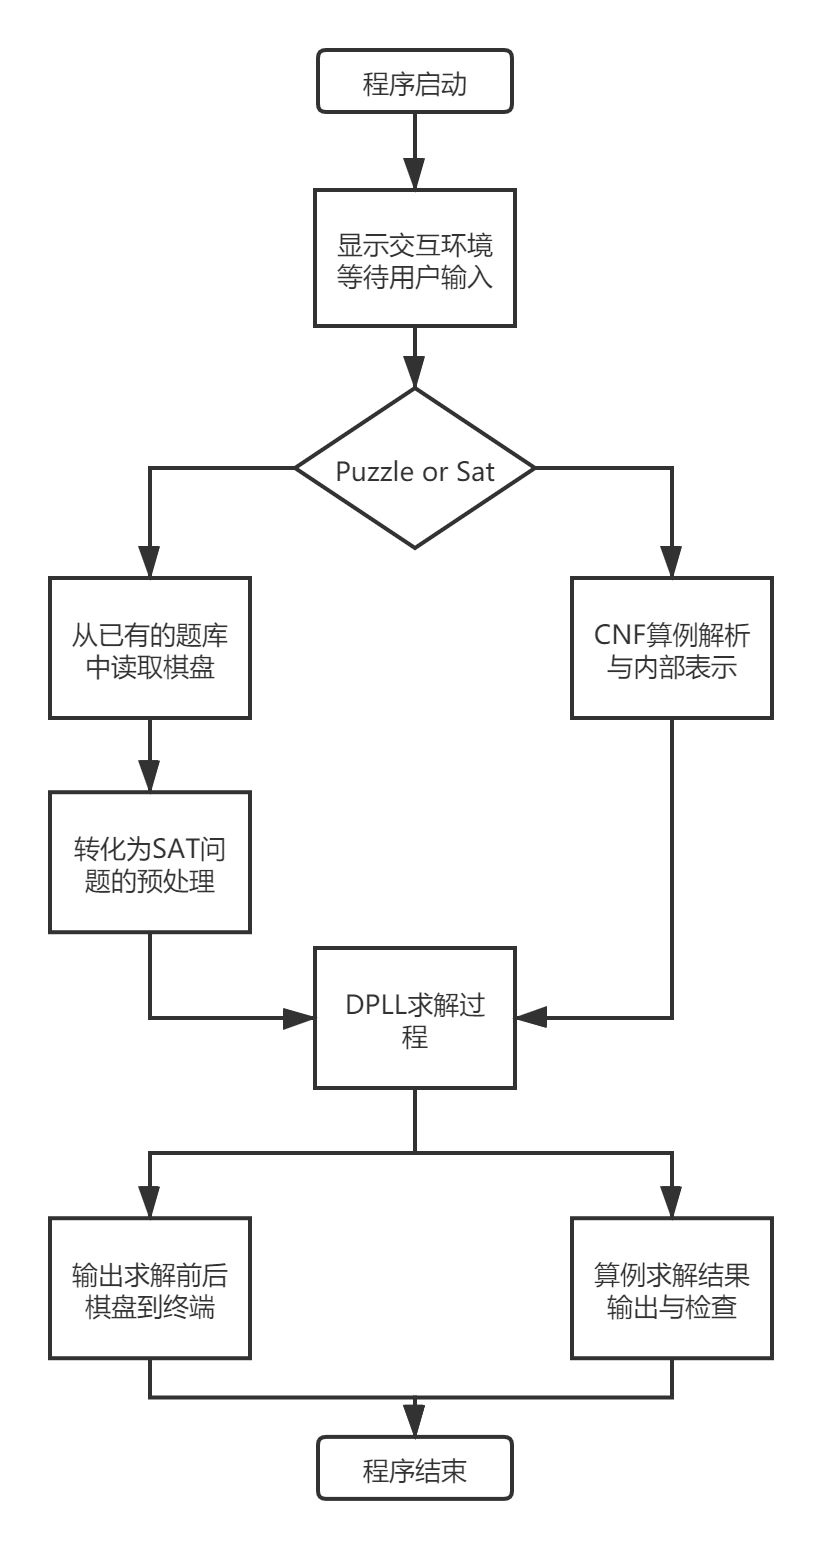 程序启动
显示交互环境
等待用户输入
Puzzle or Sat
从已有的题库
中读取棋盘
CNF算例解析
与内部表示
转化为SAT问
题的预处理
DPLL求解过
程
输出求解前后
棋盘到终端
算例求解结果
输出与检查
程序结束